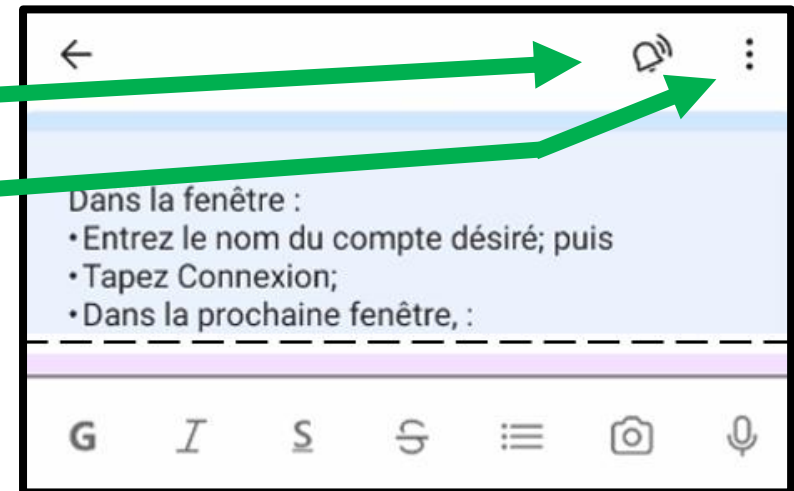 Dans la fenêtre :
•Entrez le nom du compte désiré; puis
•Tapez Connexion;
•Dans la prochaine fenêtre, :
G I S S